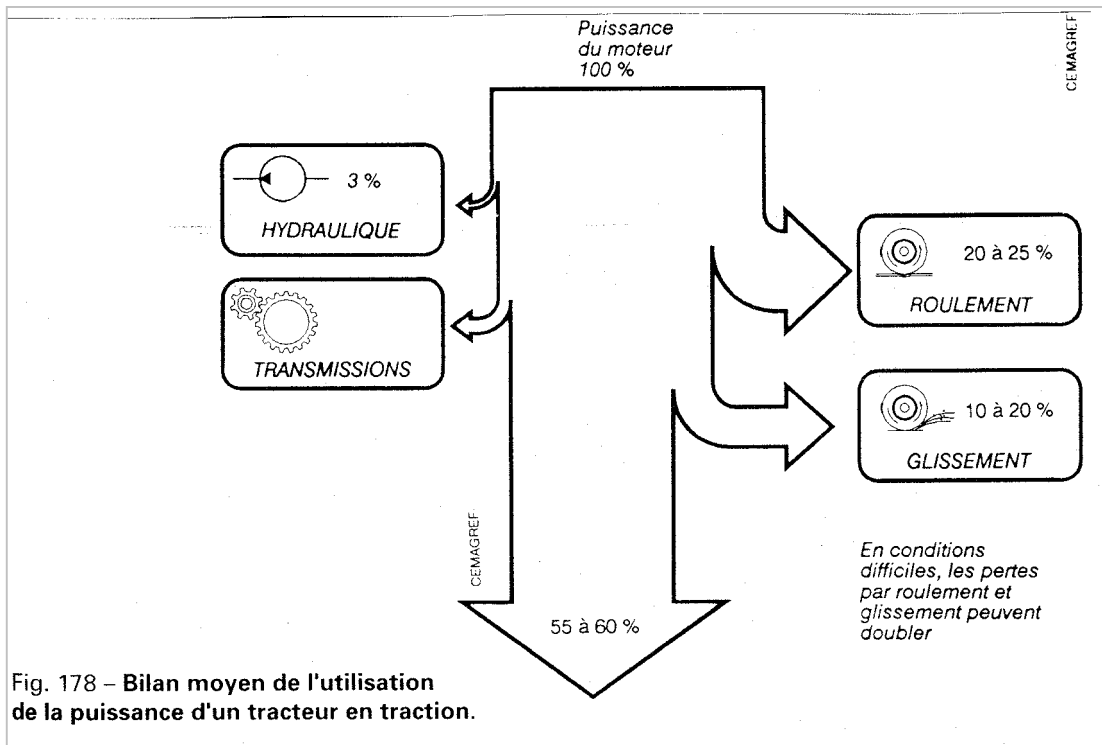 Puissance
du moteur
100 %
CEMAGREF
3 %
HYDRAULIQUE
TRANSMISSIONS
20 à 25 %
ROULEMENT
10 à 20 %
GLISSEMENT
En conditions
difficiles, les pertes
par roulement et
glissement peuvent
doubler
CEMAGREF
55 à 60 %
Fig. 178 – Bilan moyen de l'utilisation
de la puissance d'un tracteur en traction.